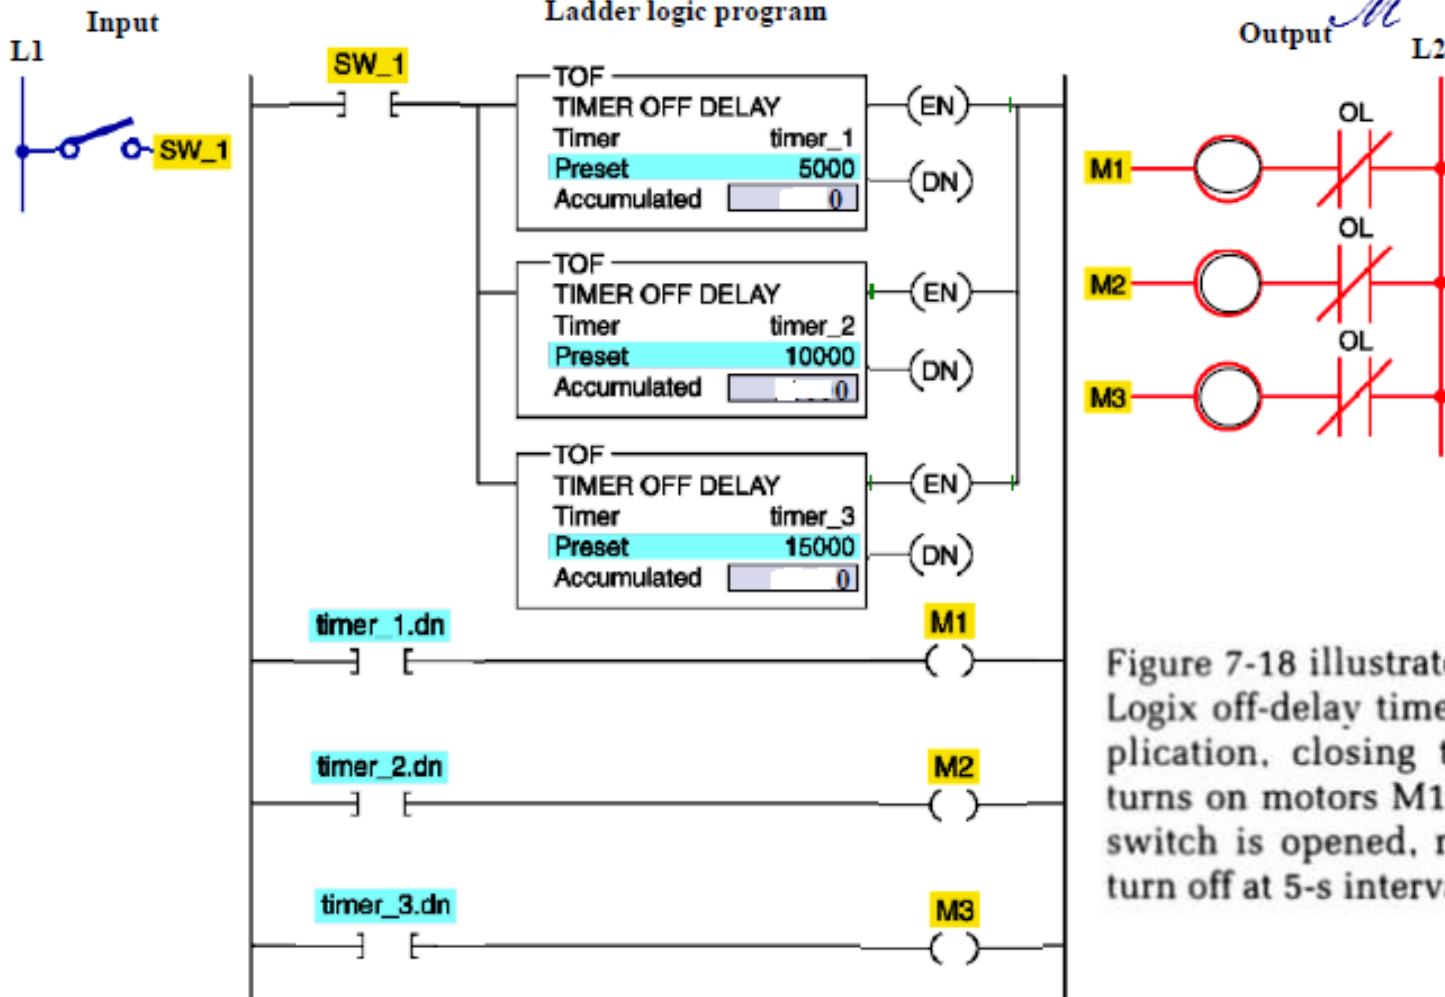 Input
Ladder logic program
Output
L1
L2
SW_1
SW_1
TOF
TIMER OFF DELAY
Timer timer_1
Preset 5000
Accumulated 0
EN
DN
TOF
TIMER OFF DELAY
Timer timer_2
Preset 10000
Accumulated 0
EN
DN
TOF
TIMER OFF DELAY
Timer timer_3
Preset 15000
Accumulated 0
EN
DN
OL
M1
OL
M2
OL
M3
timer_1.dn
M1
timer_2.dn
M2
timer_3.dn
M3
Figure 7-18 illustrat
Logix off-delay time
plication, closing
turns on motors M1
switch is opened,
turn off at 5-s interv